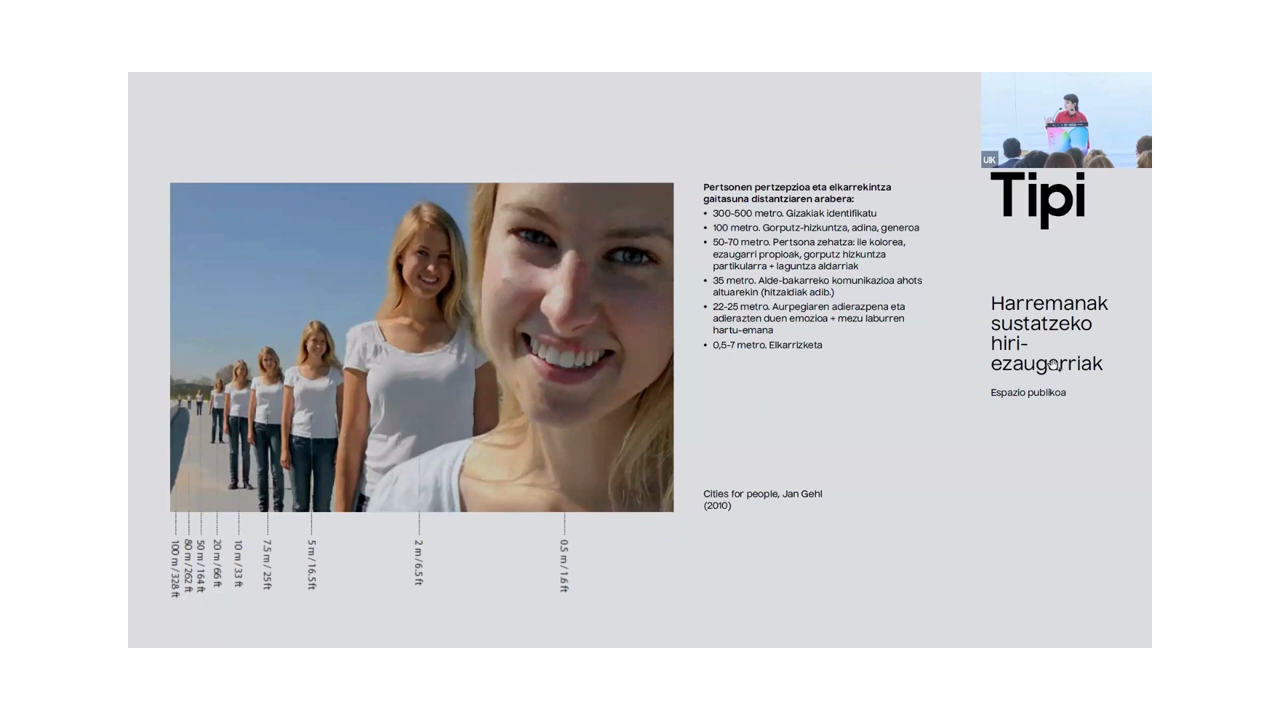 UIK
Tipi
Pertsonen pertzepzioa eta elkarrekintza
gaitasuna distantziaren arabera:
• 300-500 metro. Gizakiak identifikatu
• 100 metro. Gorputz-hizkuntza, adina, generoa
• 50-70 metro. Pertsona zehatza: ile kolorea,
ezaugarri propioak, gorputz hizkuntza
partikularra + laguntza aldarriak
• 35 metro. Alde-bakarreko komunikazioa ahots
altuarekin (hitzaldiak adib.)
• 22-25 metro. Aurpegiaren adierazpena eta
adierazten duen emozioa + mezu laburren
hartu-emana
• 0,5-7 metro. Elkarrizketa
Cities for people, Jan Gehl
(2010)
Harremanak
sustatzeko
hiri-
ezaugarriak
Espazio publikoa
100 m / 328 ft
80 m / 262 ft
50 m / 164 ft
20 m / 66 ft
10 m / 33 ft
7.5 m / 25 ft
5 m / 16.5 ft
2 m / 6.5 ft
0.5 m / 1.6 ft